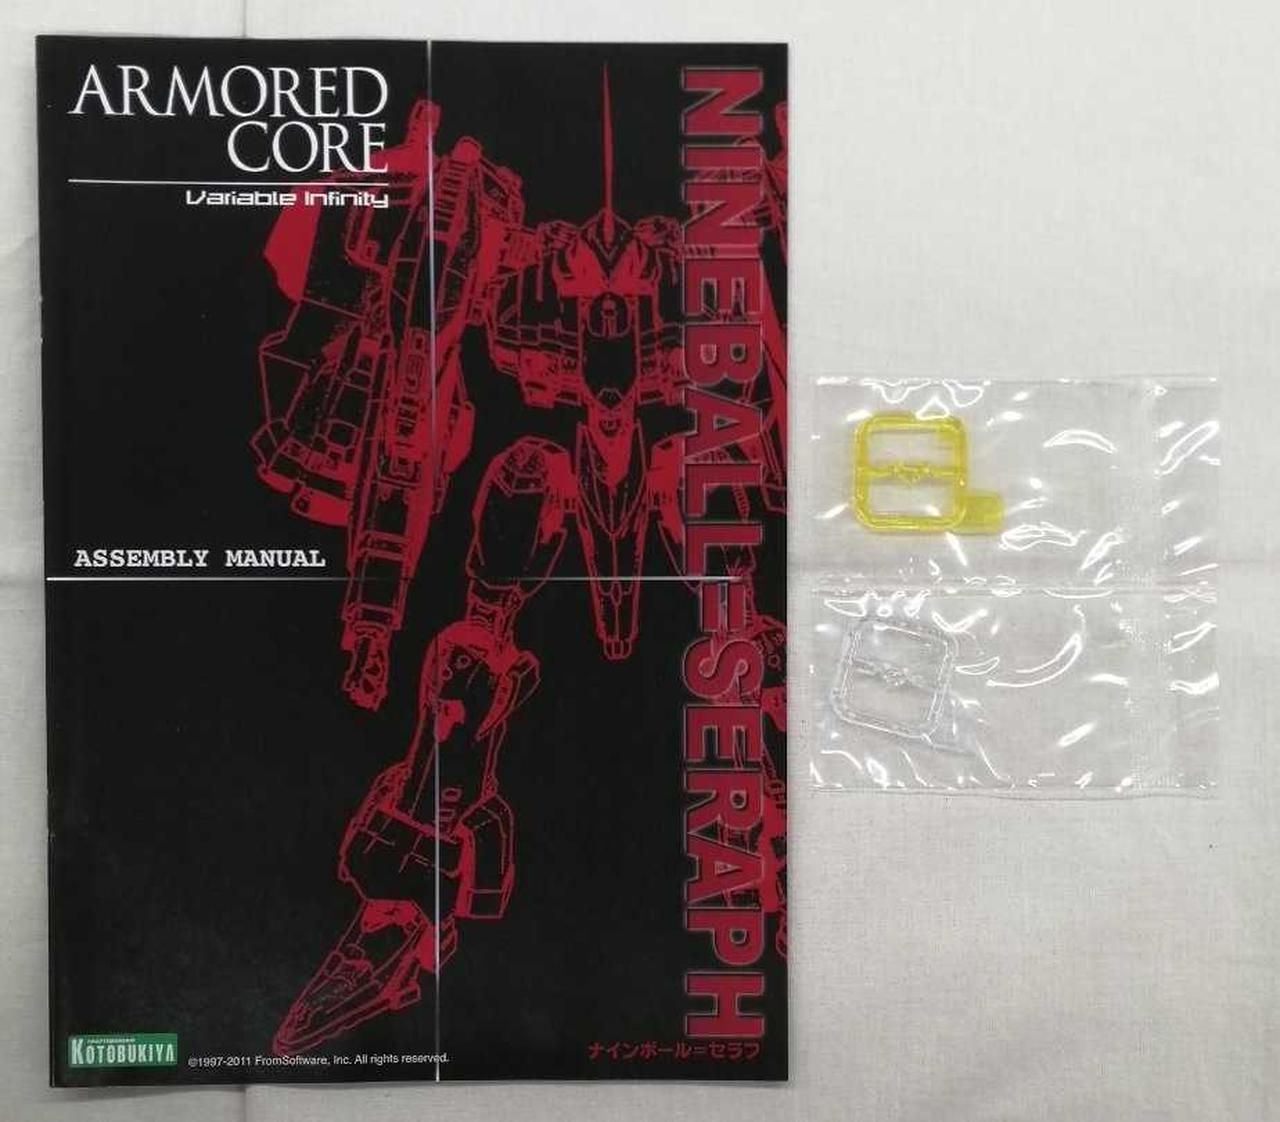 ARMORED
CORE
Variable Infinity
NINEBALL=SERAPH
ASSEMBLY MANUAL
KOTOBUKIYA
©1997-2011 FromSoftware, Inc. All rights reserved.
ナインボール=セラフ